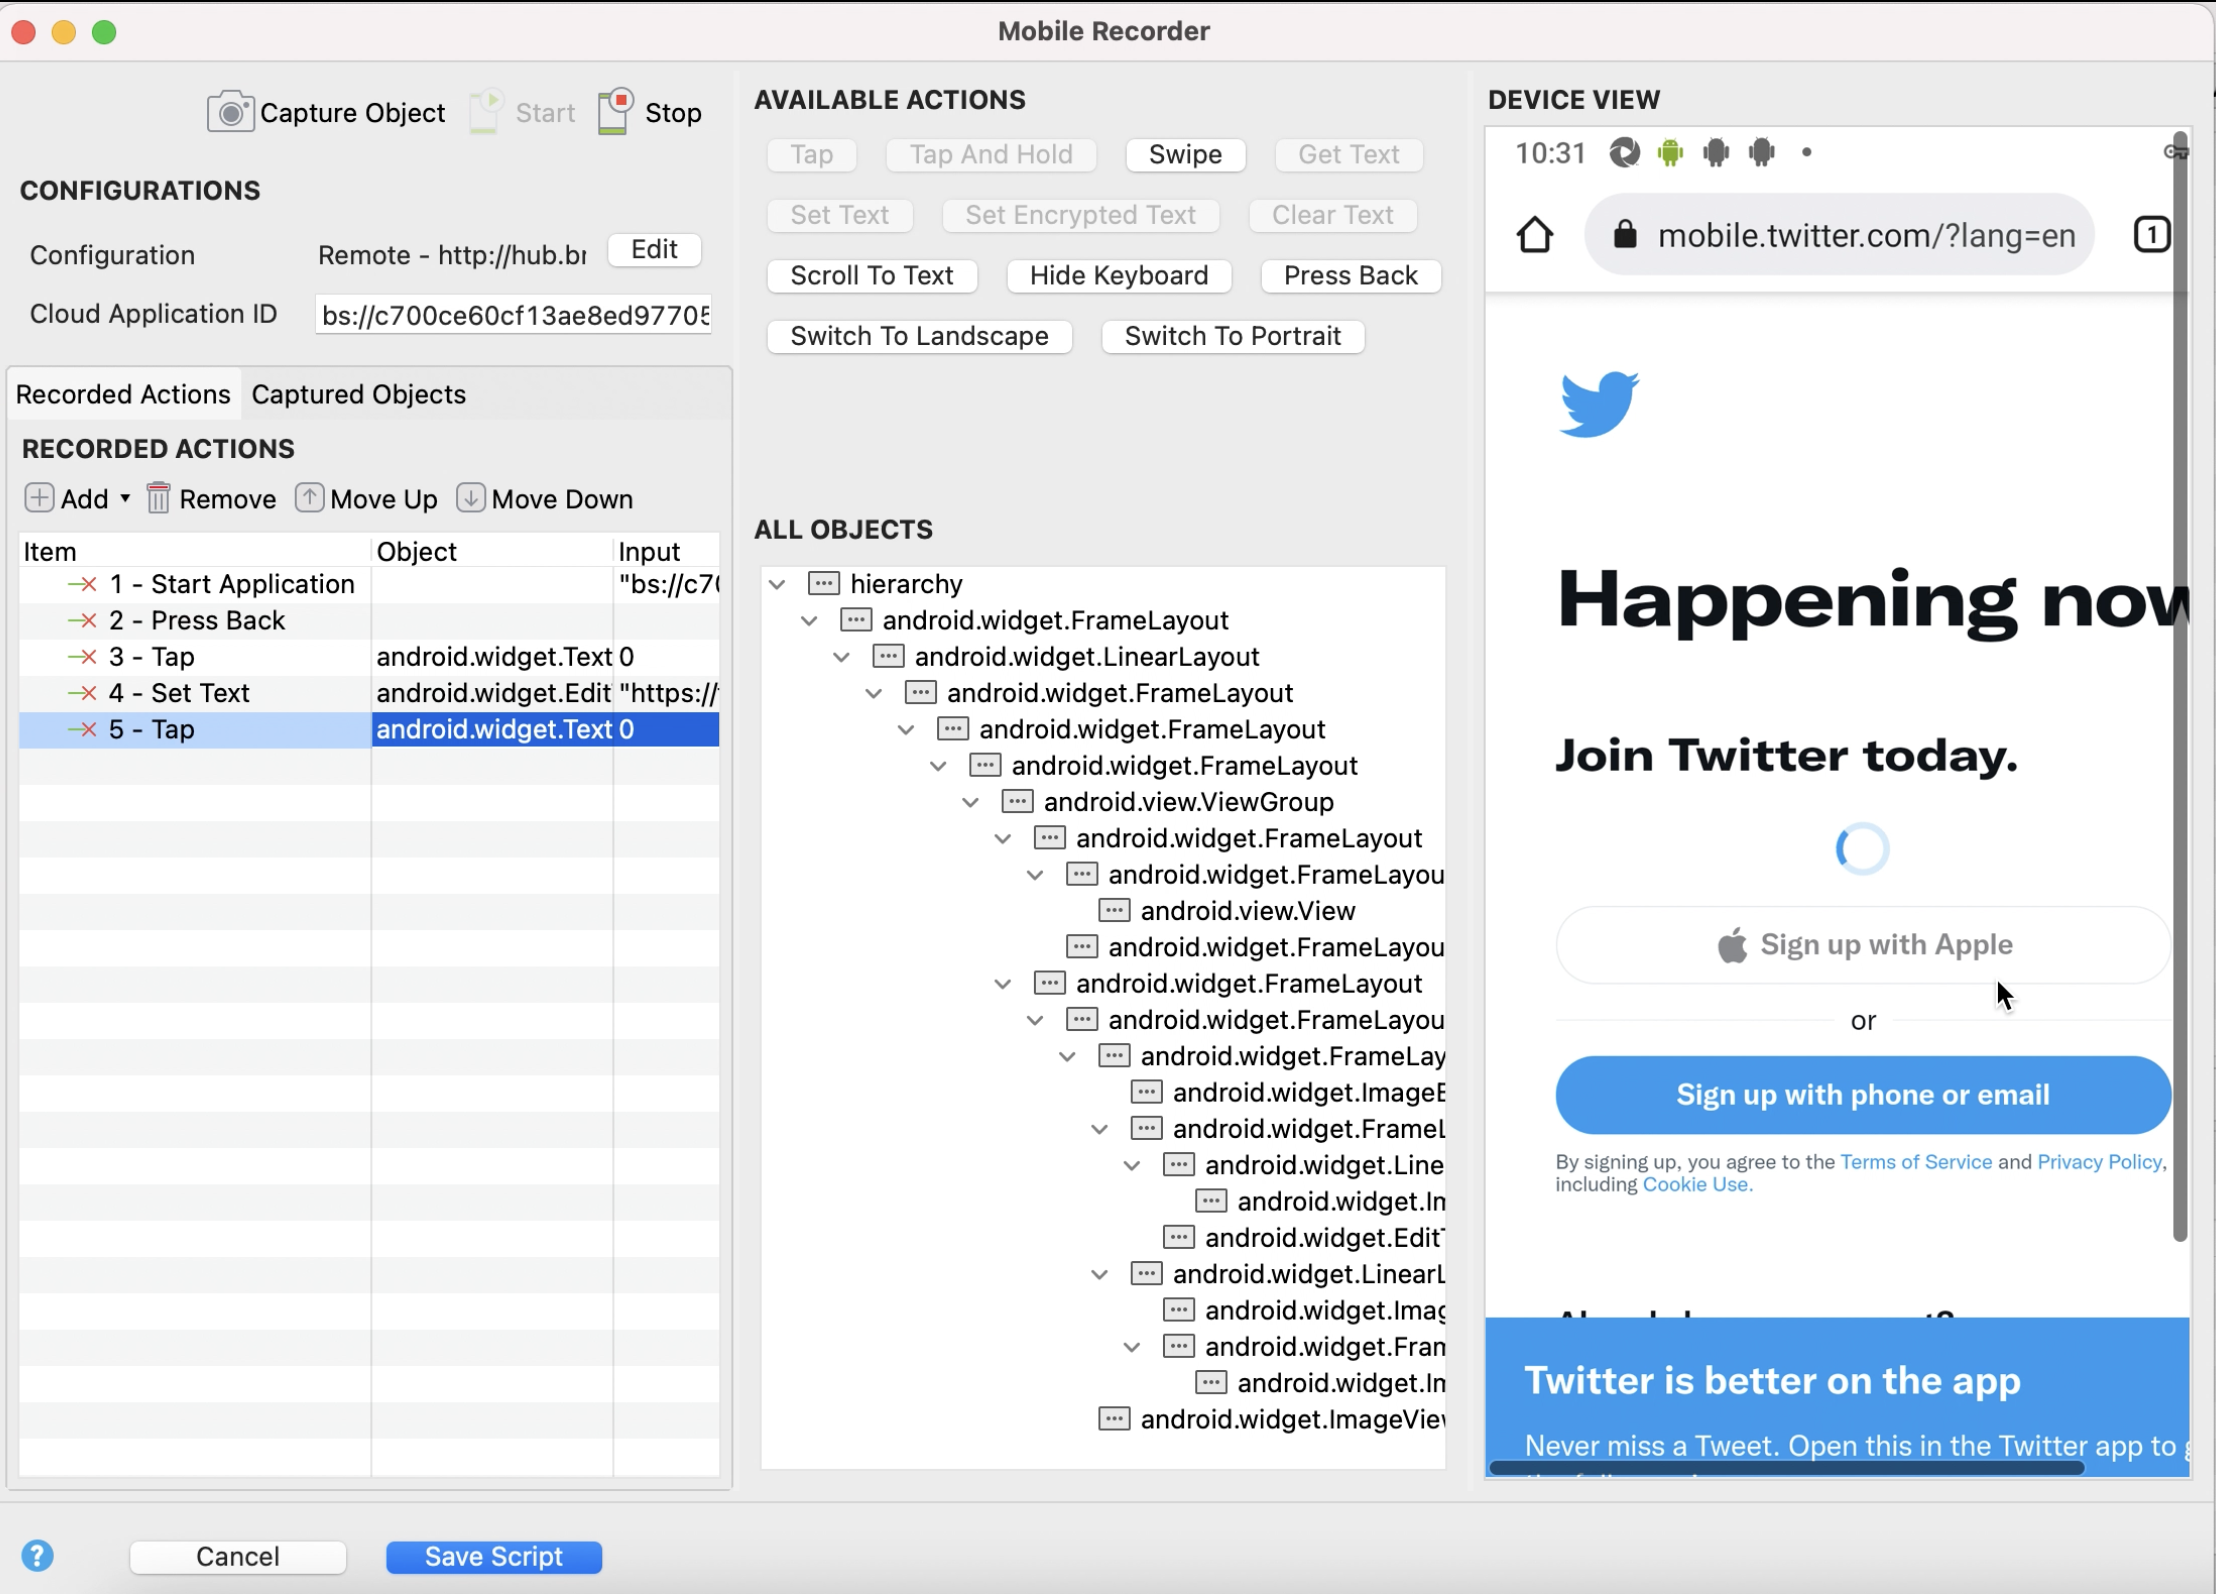 Mobile Recorder
Capture Object
Start
Stop
CONFIGURATIONS
Configuration
Remote - http://hub.br
Edit
Cloud Application ID
bs://c700ce60cf13ae8ed97705
Recorded Actions
Captured Objects
RECORDED ACTIONS
Add
Remove
Move Up
Move Down
Item Object Input
1 - Start Application "bs://c70
2 - Press Back
3 - Tap android.widget.Text 0
4 - Set Text android.widget.Edit "https://
5 - Tap android.widget.Text 0
AVAILABLE ACTIONS
Tap
Tap And Hold
Swipe
Get Text
Set Text
Set Encrypted Text
Clear Text
Scroll To Text
Hide Keyboard
Press Back
Switch To Landscape
Switch To Portrait
ALL OBJECTS
hierarchy
android.widget.FrameLayout
android.widget.LinearLayout
android.widget.FrameLayout
android.widget.FrameLayout
android.widget.FrameLayout
android.view.ViewGroup
android.widget.FrameLayout
android.widget.FrameLayou
android.view.View
android.widget.FrameLayou
android.widget.FrameLayout
android.widget.FrameLayou
android.widget.FrameLay
android.widget.ImageB
android.widget.FrameL
android.widget.Line
android.widget.Im
android.widget.EditT
android.widget.LinearL
android.widget.Imag
android.widget.Fram
android.widget.Im
android.widget.ImageView
DEVICE VIEW
10:31
mobile.twitter.com/?lang=en
1
Happening now
Join Twitter today.
Sign up with Apple
or
Sign up with phone or email
By signing up, you agree to the Terms of Service and Privacy Policy,
including Cookie Use.
Twitter is better on the app
Never miss a Tweet. Open this in the Twitter app to
?
Cancel
Save Script